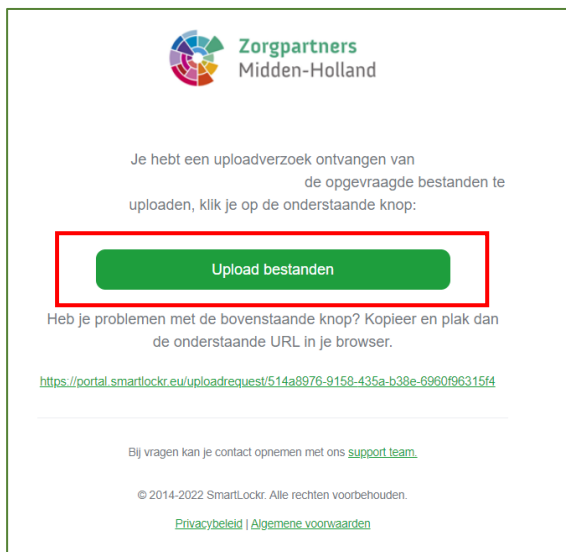 Zorgpartners
Midden-Holland
Je hebt een uploadverzoek ontvangen van
de opgevraagde bestanden te
uploaden, klik je op de onderstaande knop:
Upload bestanden
Heb je problemen met de bovenstaande knop? Kopieer en plak dan
de onderstaande URL in je browser.
https://portal.smartlockr.eu/uploadrequest/514a8976-9158-435a-b38e-6960f96315f4
Bij vragen kan je contact opnemen met ons support team.
© 2014-2022 SmartLockr. Alle rechten voorbehouden.
Privacybeleid | Algemene voorwaarden